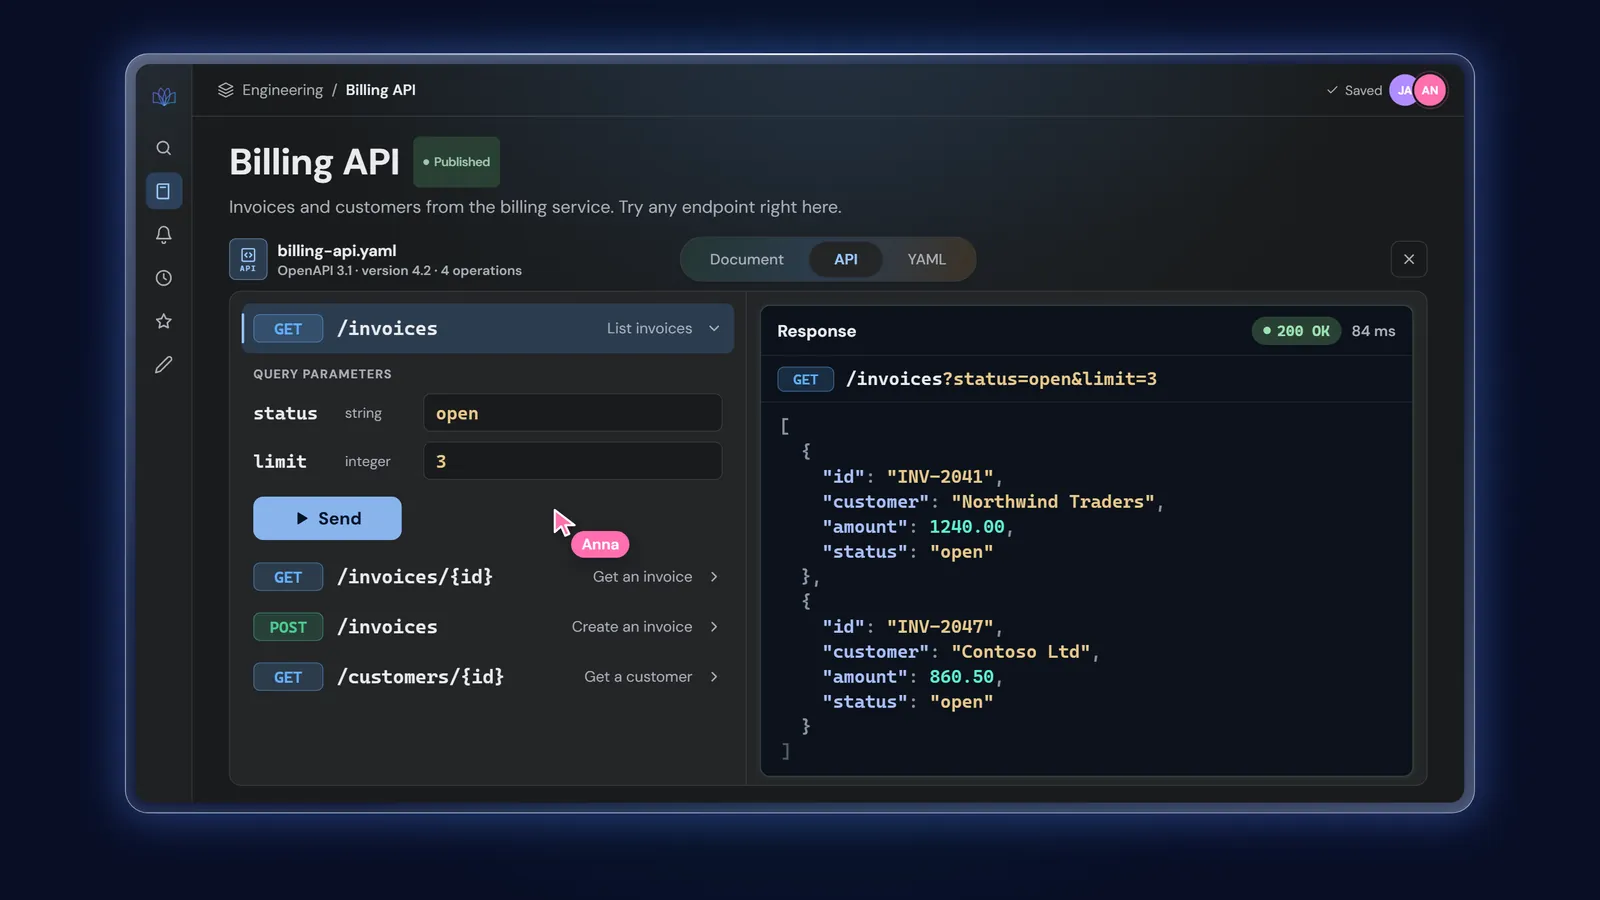 Engineering / Billing API
Saved
JA
AN
Billing API
Published
Invoices and customers from the billing service. Try any endpoint right here.
API
billing-api.yaml
OpenAPI 3.1 · version 4.2 · 4 operations
Document
API
YAML
GET /invoices List invoices
QUERY PARAMETERS
status string open
limit integer 3
Send
Anna
GET /invoices/{id} Get an invoice
POST /invoices Create an invoice
GET /customers/{id} Get a customer
Response 200 OK 84 ms
GET /invoices?status=open&limit=3
[
{
"id": "INV-2041",
"customer": "Northwind Traders",
"amount": 1240.00,
"status": "open"
},
{
"id": "INV-2047",
"customer": "Contoso Ltd",
"amount": 860.50,
"status": "open"
}
]